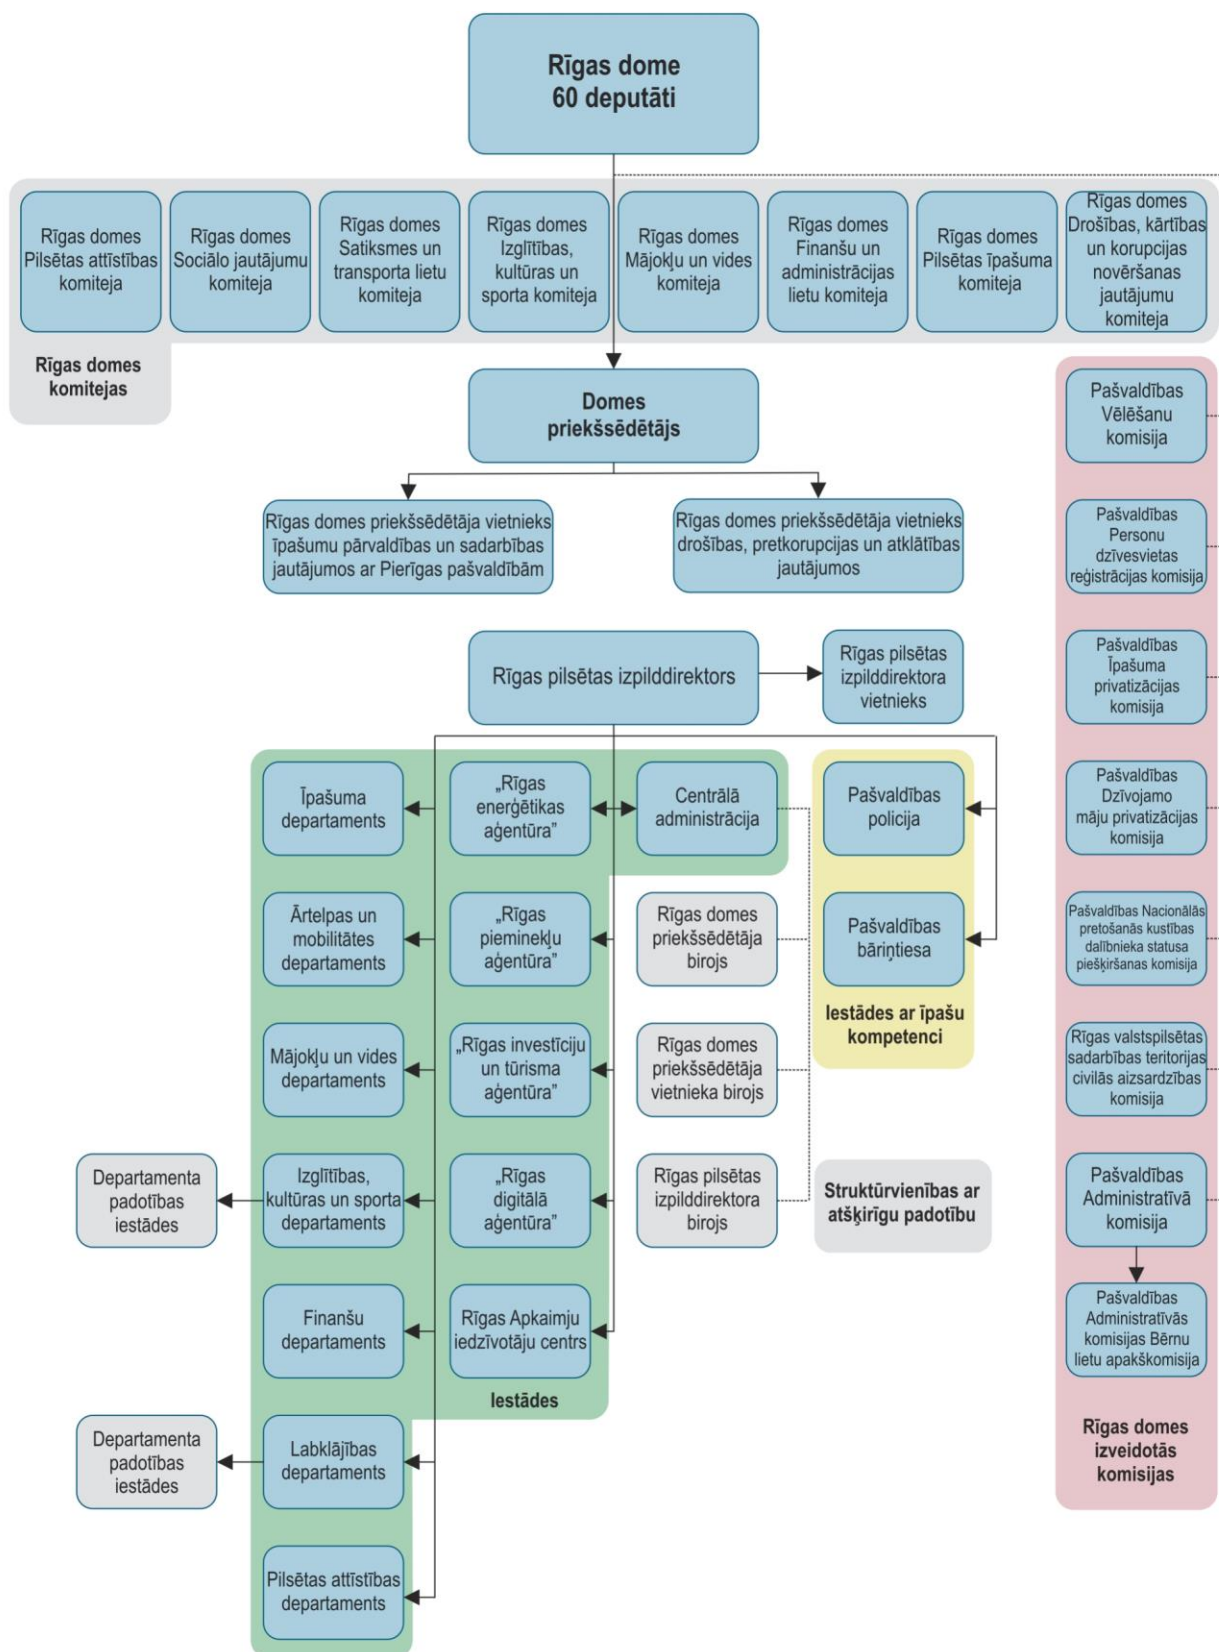 Rīgas dome
60 deputāti
Rīgas domes
Pilsētas attīstības
komiteja
Rīgas domes
Sociālo jautājumu
komiteja
Rīgas domes
Satiksmes un
transporta lietu
komiteja
Rīgas domes
Izglītības,
kultūras un
sporta komiteja
Rīgas domes
Mājokļu un vides
komiteja
Rīgas domes
Finanšu un
administrācijas
lietu komiteja
Rīgas domes
Pilsētas īpašuma
komiteja
Rīgas domes
Drošības, kārtības
un korupcijas
novēršanas
jautājumu
komiteja
Rīgas domes
komitejas
Domes
priekšsēdētājs
Rīgas domes priekšsēdētāja vietnieks
īpašumu pārvaldības un sadarbības
jautājumos ar Pierīgas pašvaldībām
Rīgas domes priekšsēdētāja vietnieks
drošības, pretkorupcijas un atklātības
jautājumos
Rīgas pilsētas izpilddirektors
Rīgas pilsētas
izpilddirektora
vietnieks
Īpašuma
departaments
„Rīgas
enerģētikas
aģentūra”
Centrālā
administrācija
Pašvaldības
policija
Ārtelpas un
mobilitātes
departaments
„Rīgas
pieminekļu
aģentūra”
Rīgas domes
priekšsēdētāja
birojs
Pašvaldības
bāriņtiesa
Iestādes ar īpašu
kompetenci
Mājokļu un vides
departaments
„Rīgas investīciju
un tūrisma
aģentūra”
Rīgas domes
priekšsēdētāja
vietnieka birojs
Departamenta
padotības
iestādes
Izglītības,
kultūras un sporta
departaments
„Rīgas
digitālā
aģentūra”
Rīgas pilsētas
izpilddirektora
birojs
Struktūrvienības ar
atšķirīgu padotību
Finanšu
departaments
Rīgas Apkaimju
iedzīvotāju centrs
Iestādes
Departamenta
padotības
iestādes
Labklājības
departaments
Pilsētas attīstības
departaments
Pašvaldības
Vēlēšanu
komisija
Pašvaldības
Personu
dzīvesvietas
reģistrācijas komisija
Pašvaldības
Īpašuma
privatizācijas
komisija
Pašvaldības
Dzīvojamo
māju privatizācijas
komisija
Pašvaldības Nacionālās
pretošanās kustības
dalībnieka statusa
piešķiršanas komisija
Rīgas valstspilsētas
sadarbības teritorijas
civilās aizsardzības
komisija
Pašvaldības
Administratīvā
komisija
Pašvaldības
Administratīvās
komisijas Bērnu
lietu apakškomisija
Rīgas domes
izveidotās
komisijas